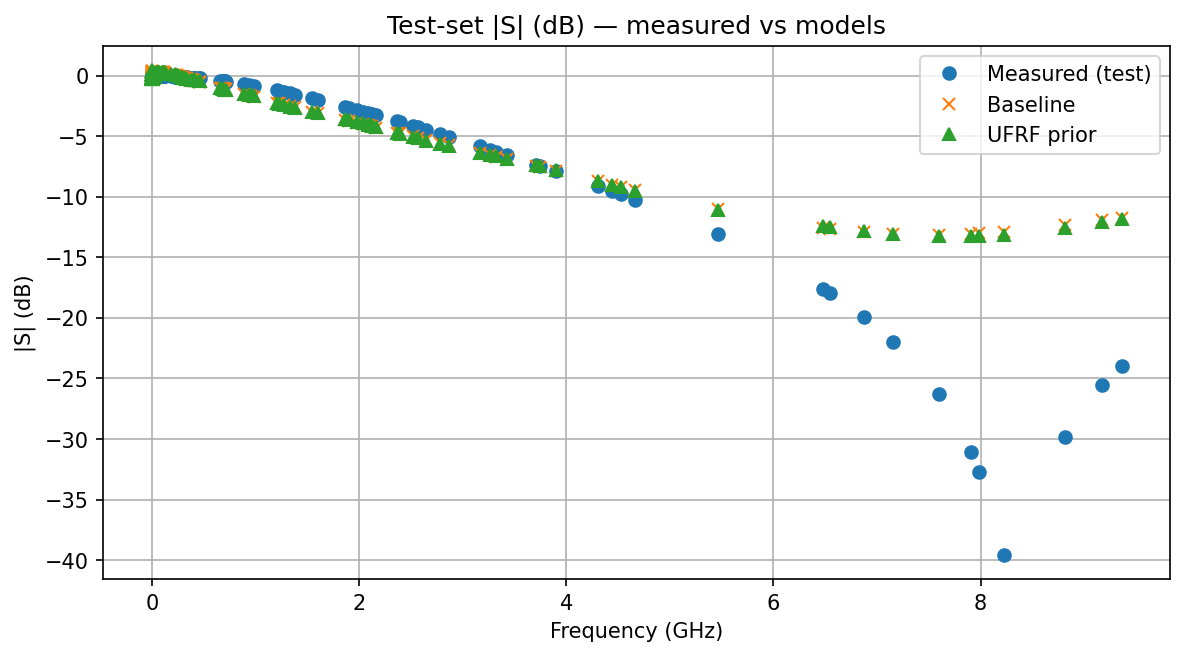 Test-set |S| (dB) — measured vs models
Measured (test)
Baseline
UFRF prior
|S| (dB)
0
−5
−10
−15
−20
−25
−30
−35
−40
0 2 4 6 8
Frequency (GHz)